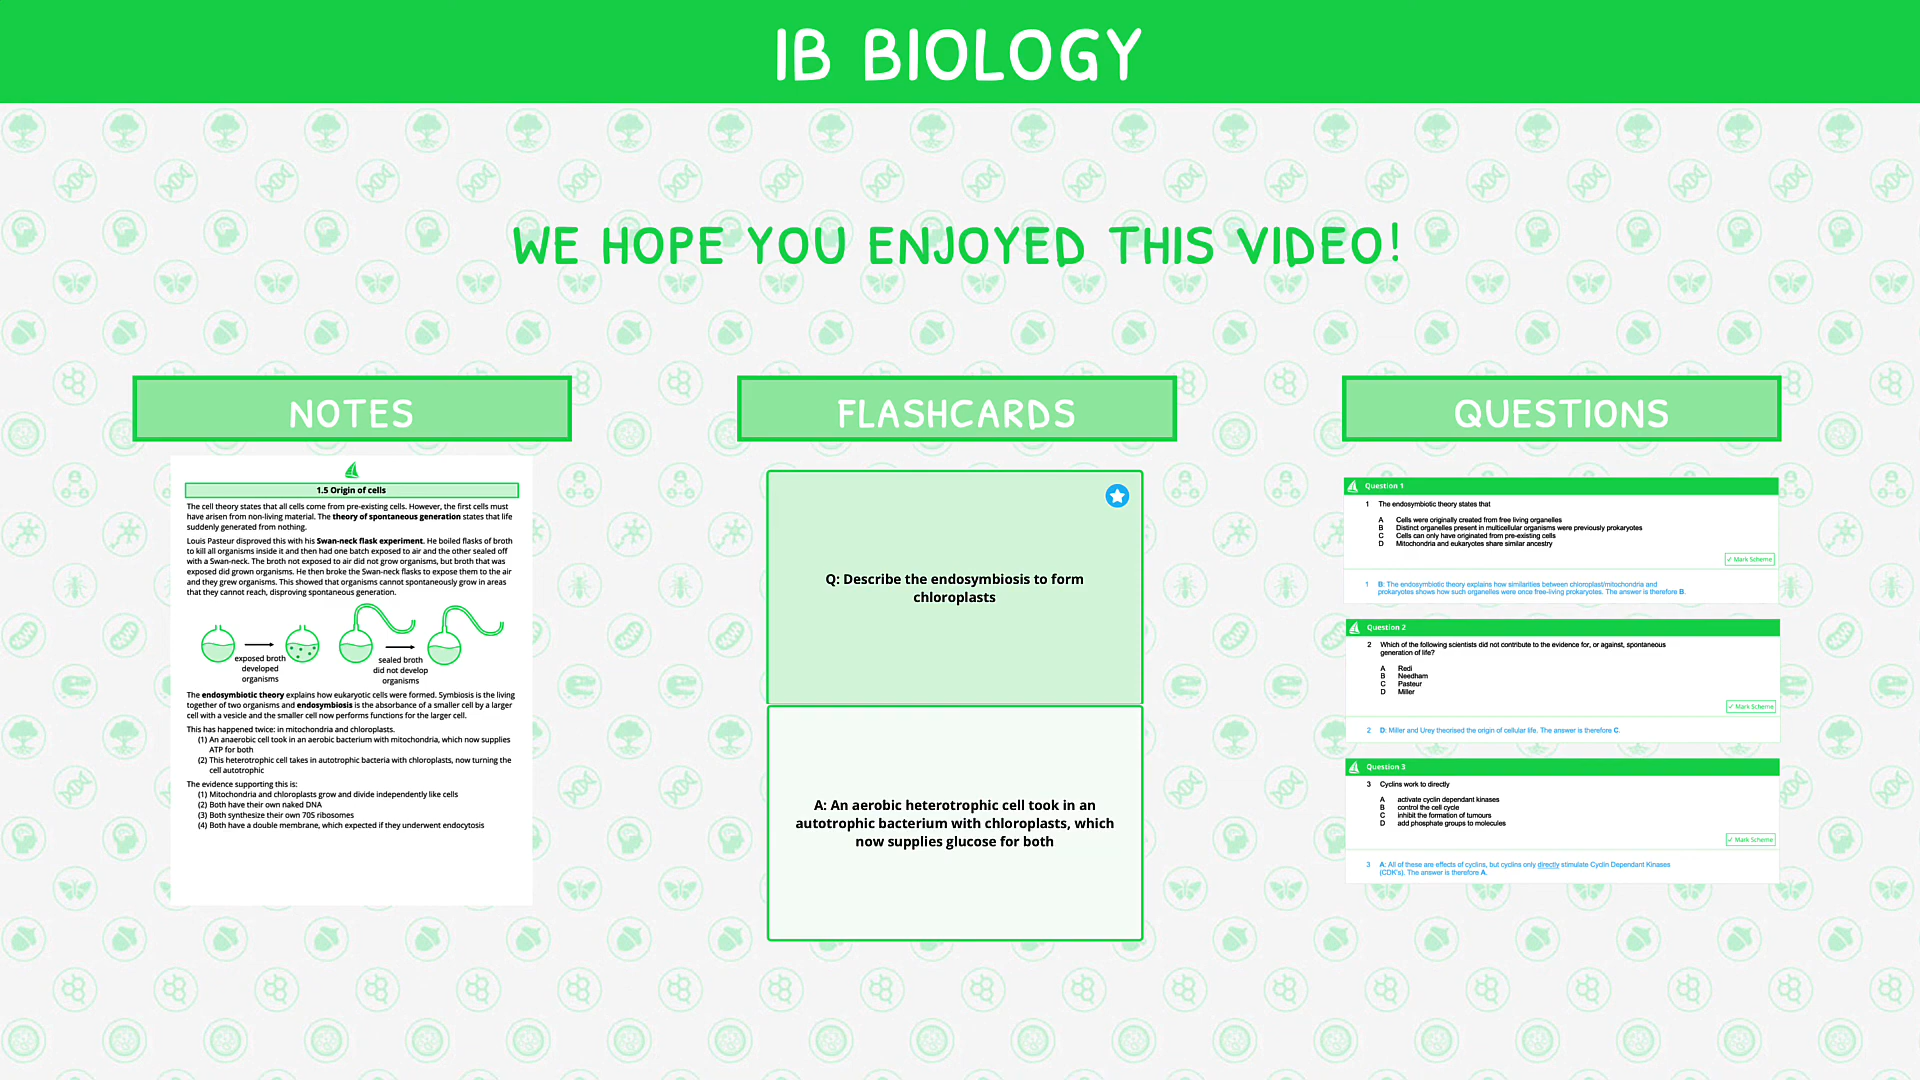 IB BIOLOGY
WE HOPE YOU ENJOYED THIS VIDEO!
NOTES
1.5 Origin of cells
The cell theory states that all cells come from pre-existing cells. However, the first cells must
have arisen from non-living material. The theory of spontaneous generation states that life
suddenly generated from nothing.
Louis Pasteur disproved this with his Swan-neck flask experiment. He boiled flasks of broth
to kill all organisms inside it and then had one batch exposed to air and the other sealed off
with a Swan-neck. The broth not exposed to air did not grow organisms, but broth that was
exposed did grown organisms. He then broke the Swan-neck flasks to expose them to the air
and they grew organisms. This showed that organisms cannot spontaneously grow in areas
that they cannot reach, disproving spontaneous generation.
exposed broth
developed
organisms
sealed broth
did not develop
organisms
The endosymbiotic theory explains how eukaryotic cells were formed. Symbiosis is the living
together of two organisms and endosymbiosis is the absorbance of a smaller cell by a larger
cell with a vesicle and the smaller cell now performs functions for the larger cell.
This has happened twice: in mitochondria and chloroplasts.
(1) An anaerobic cell took in an aerobic bacterium with mitochondria, which now supplies
ATP for both
(2) This heterotrophic cell takes in autotrophic bacteria with chloroplasts, now turning the
cell autotrophic
The evidence supporting this is:
(1) Mitochondria and chloroplasts grow and divide independently like cells
(2) Both have their own naked DNA
(3) Both synthesize their own 70S ribosomes
(4) Both have a double membrane, which expected if they underwent endocytosis
FLASHCARDS
Q: Describe the endosymbiosis to form
chloroplasts
A: An aerobic heterotrophic cell took in an
autotrophic bacterium with chloroplasts, which
now supplies glucose for both
QUESTIONS
Question 1
1 The endosymbiotic theory states that
A Cells were originally created from free living organelles
B Distinct organelles present in multicellular organisms were previously prokaryotes
C Cells can only have originated from pre-existing cells
D Mitochondria and eukaryotes share similar ancestry
✓ Mark Scheme
1 B: The endosymbiotic theory explains how similarities between chloroplast/mitochondria and
prokaryotes shows how such organelles were once free-living prokaryotes. The answer is therefore B.
Question 2
2 Which of the following scientists did not contribute to the evidence for, or against, spontaneous
generation of life?
A Redi
B Needham
C Pasteur
D Miller
✓ Mark Scheme
2 D: Miller and Urey theorised the origin of cellular life. The answer is therefore C.
Question 3
3 Cyclins work to directly
A activate cyclin dependant kinases
B control the cell cycle
C inhibit the formation of tumours
D add phosphate groups to molecules
✓ Mark Scheme
3 A: All of these are effects of cyclins, but cyclins only directly stimulate Cyclin Dependant Kinases
(CDK's). The answer is therefore A.